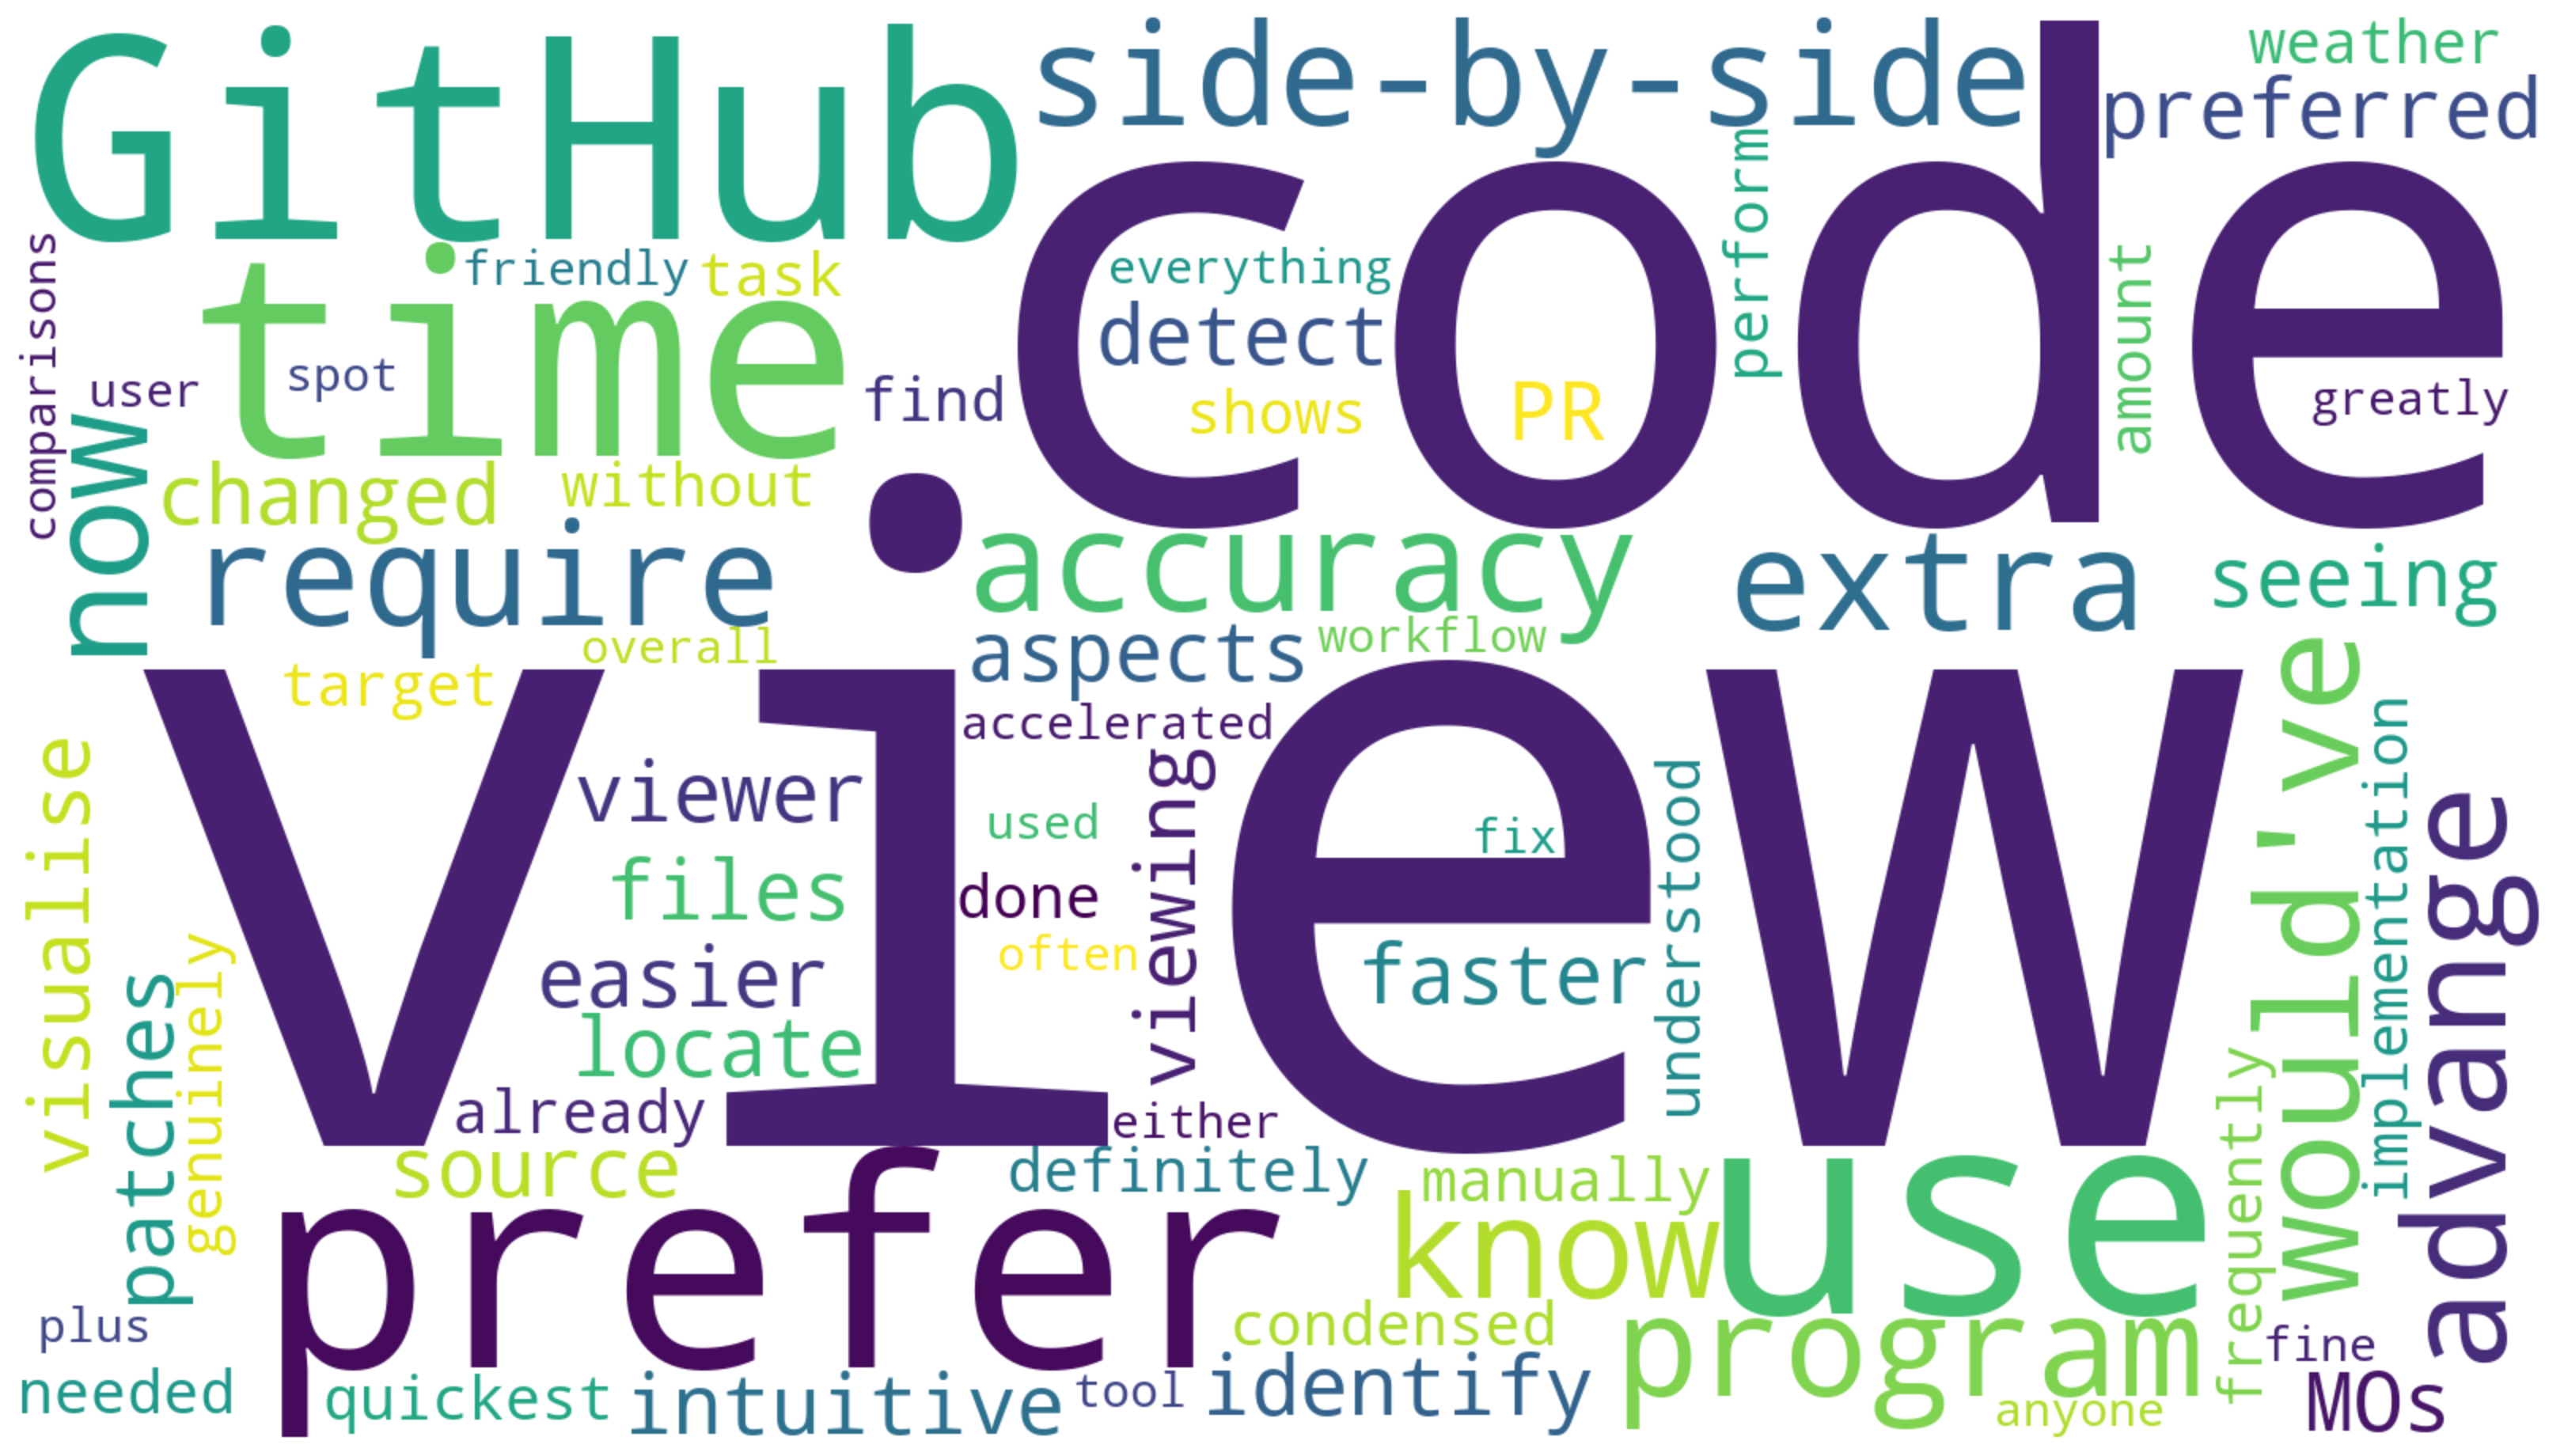 GitHub
side-by-side
weather
preferred
code
perform
friendly
task
everything
time
detect
amount
comparisons
user
spot
find
shows
PR
greatly
now
changed
without
require
accuracy
extra
seeing
overall
aspects
workflow
target
view
accelerated
would've
implementation
visualise
viewer
viewing
understood
advange
used
fix
files
done
often
easier
faster
locate
patches
genuinely
already
either
source
definitely
manually
use
frequently
prefer
know
plus
condensed
program
fine
needed
quickest
intuitive
tool
identify
anyone
MOs